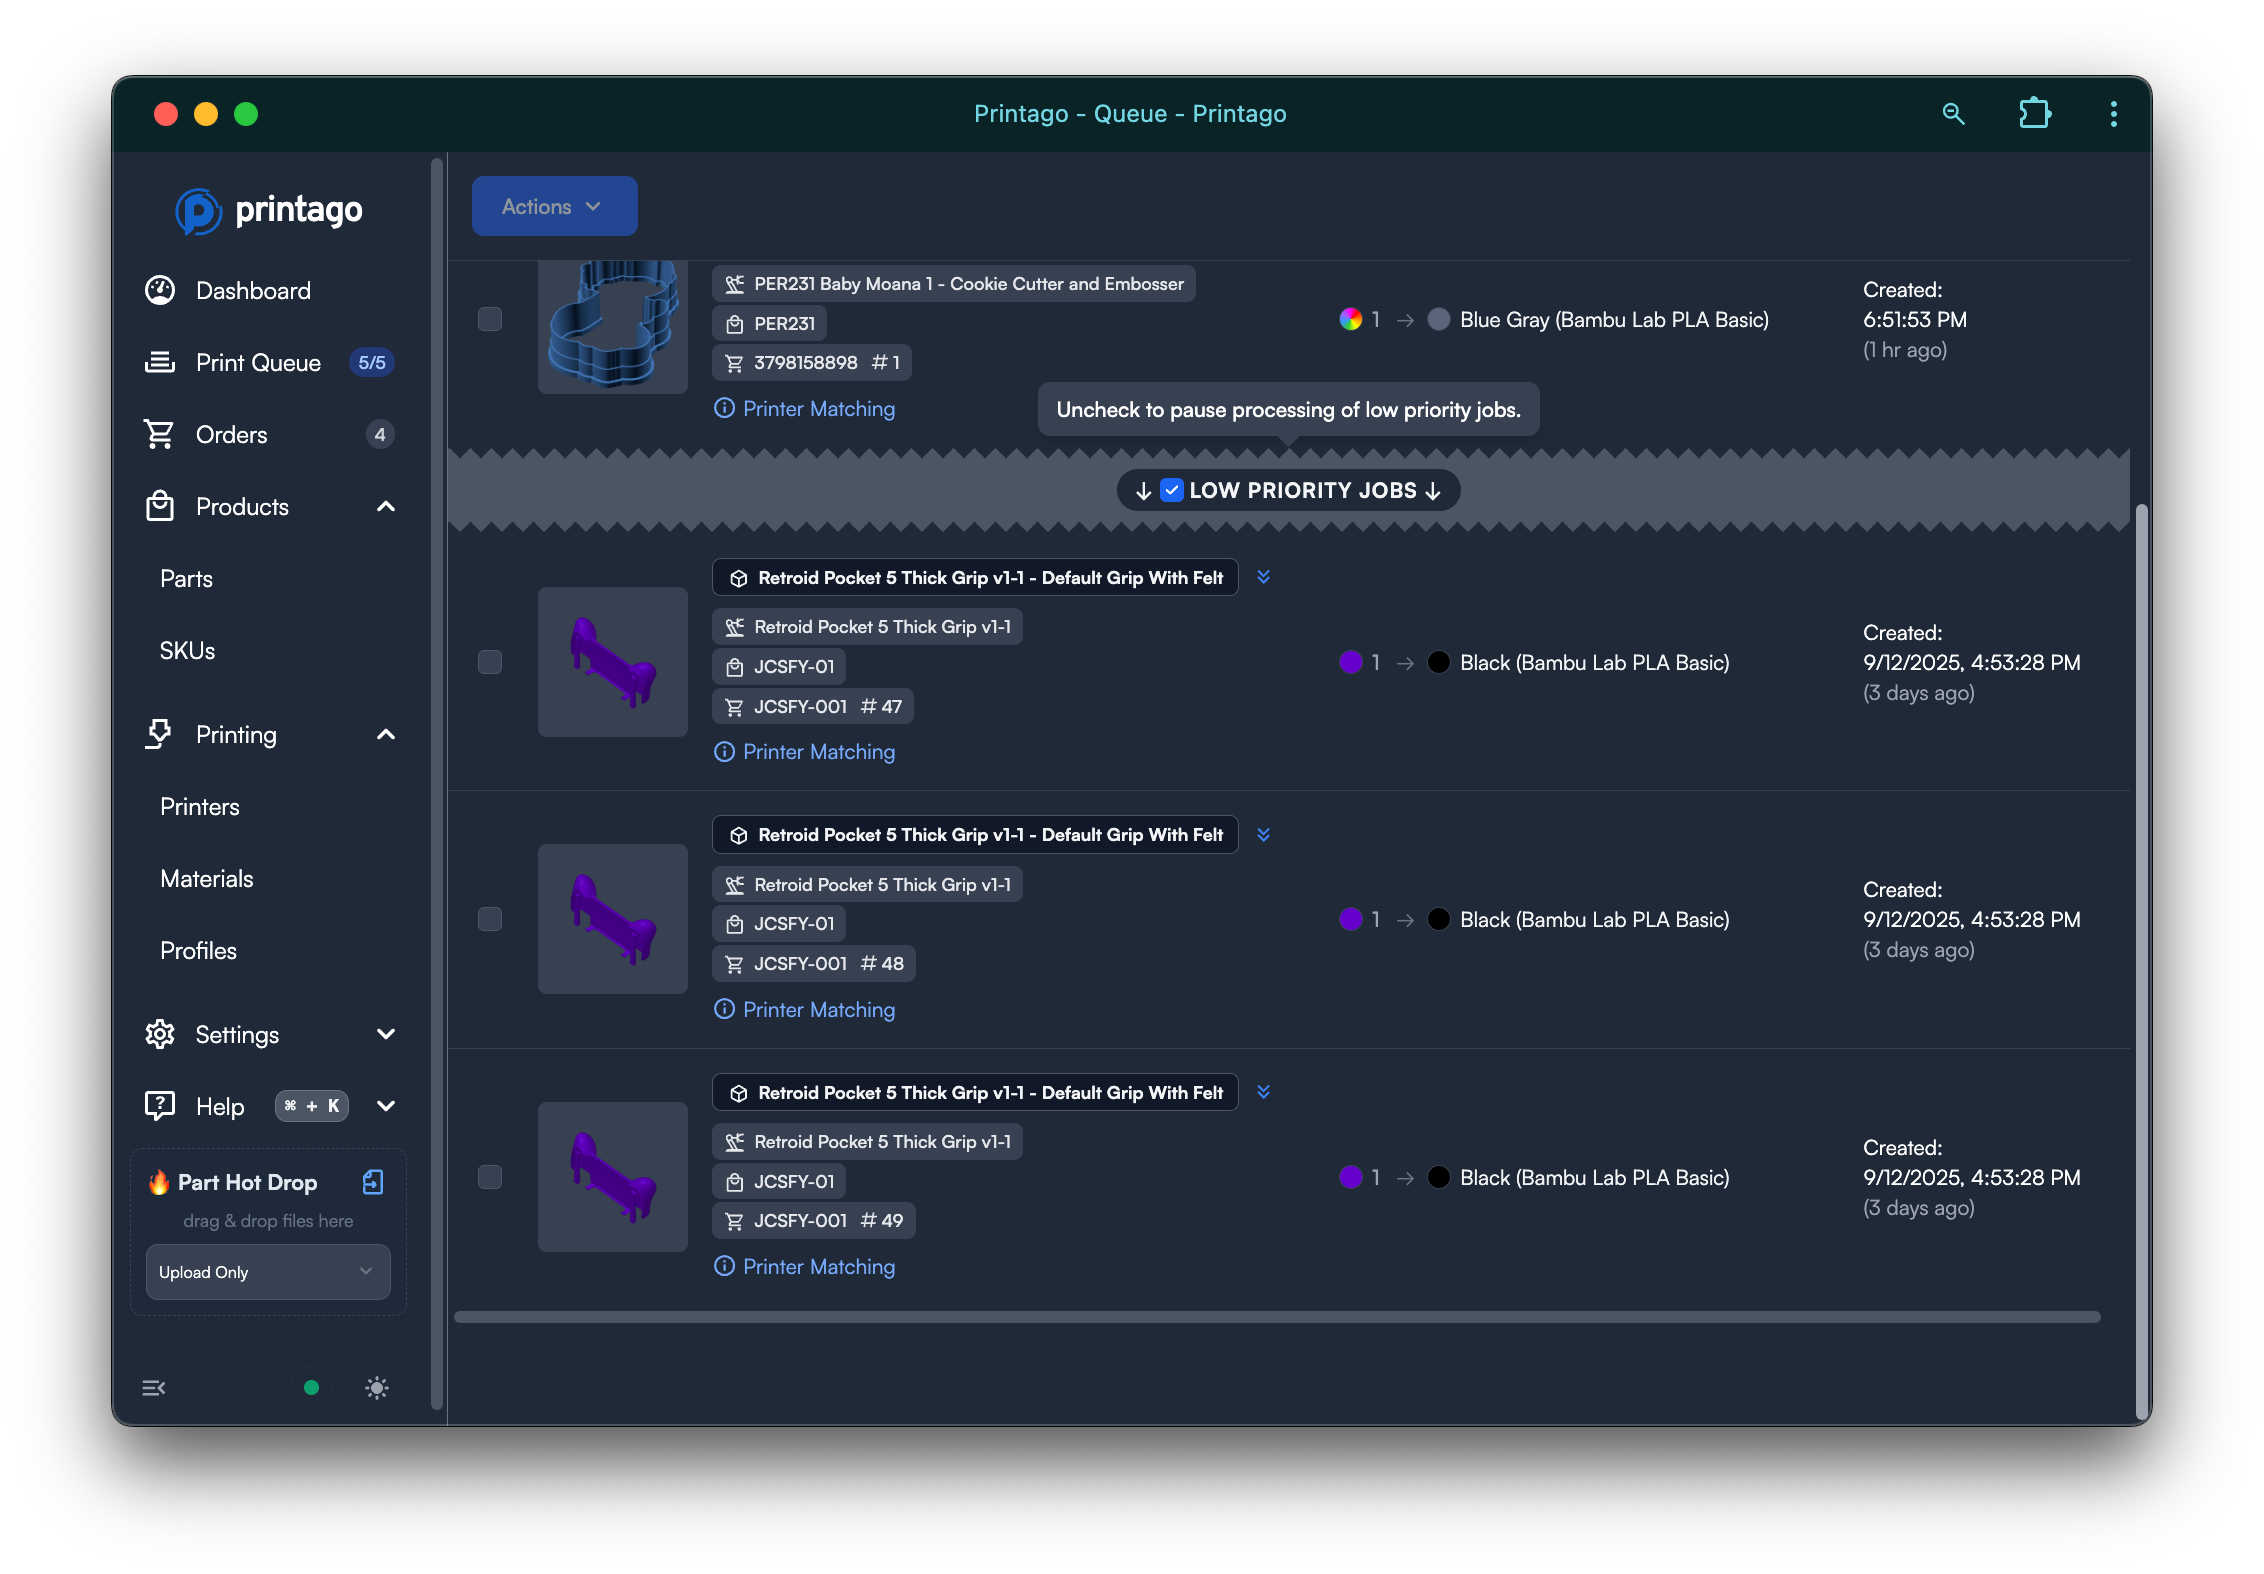 Printago - Queue - Printago
printago
Dashboard
Print Queue 5/5
Orders 4
Products
Parts
SKUs
Printing
Printers
Materials
Profiles
Settings
Help ⌘ + K
🔥 Part Hot Drop
drag & drop files here
Upload Only
Actions
PER231 Baby Moana 1 - Cookie Cutter and Embosser
PER231
3798158898 # 1
Printer Matching
1 → Blue Gray (Bambu Lab PLA Basic)
Created:
6:51:53 PM
(1 hr ago)
Uncheck to pause processing of low priority jobs.
↓ LOW PRIORITY JOBS ↓
Retroid Pocket 5 Thick Grip v1-1 - Default Grip With Felt
Retroid Pocket 5 Thick Grip v1-1
JCSFY-01
JCSFY-001 # 47
Printer Matching
1 → Black (Bambu Lab PLA Basic)
Created:
9/12/2025, 4:53:28 PM
(3 days ago)
Retroid Pocket 5 Thick Grip v1-1 - Default Grip With Felt
Retroid Pocket 5 Thick Grip v1-1
JCSFY-01
JCSFY-001 # 48
Printer Matching
1 → Black (Bambu Lab PLA Basic)
Created:
9/12/2025, 4:53:28 PM
(3 days ago)
Retroid Pocket 5 Thick Grip v1-1 - Default Grip With Felt
Retroid Pocket 5 Thick Grip v1-1
JCSFY-01
JCSFY-001 # 49
Printer Matching
1 → Black (Bambu Lab PLA Basic)
Created:
9/12/2025, 4:53:28 PM
(3 days ago)